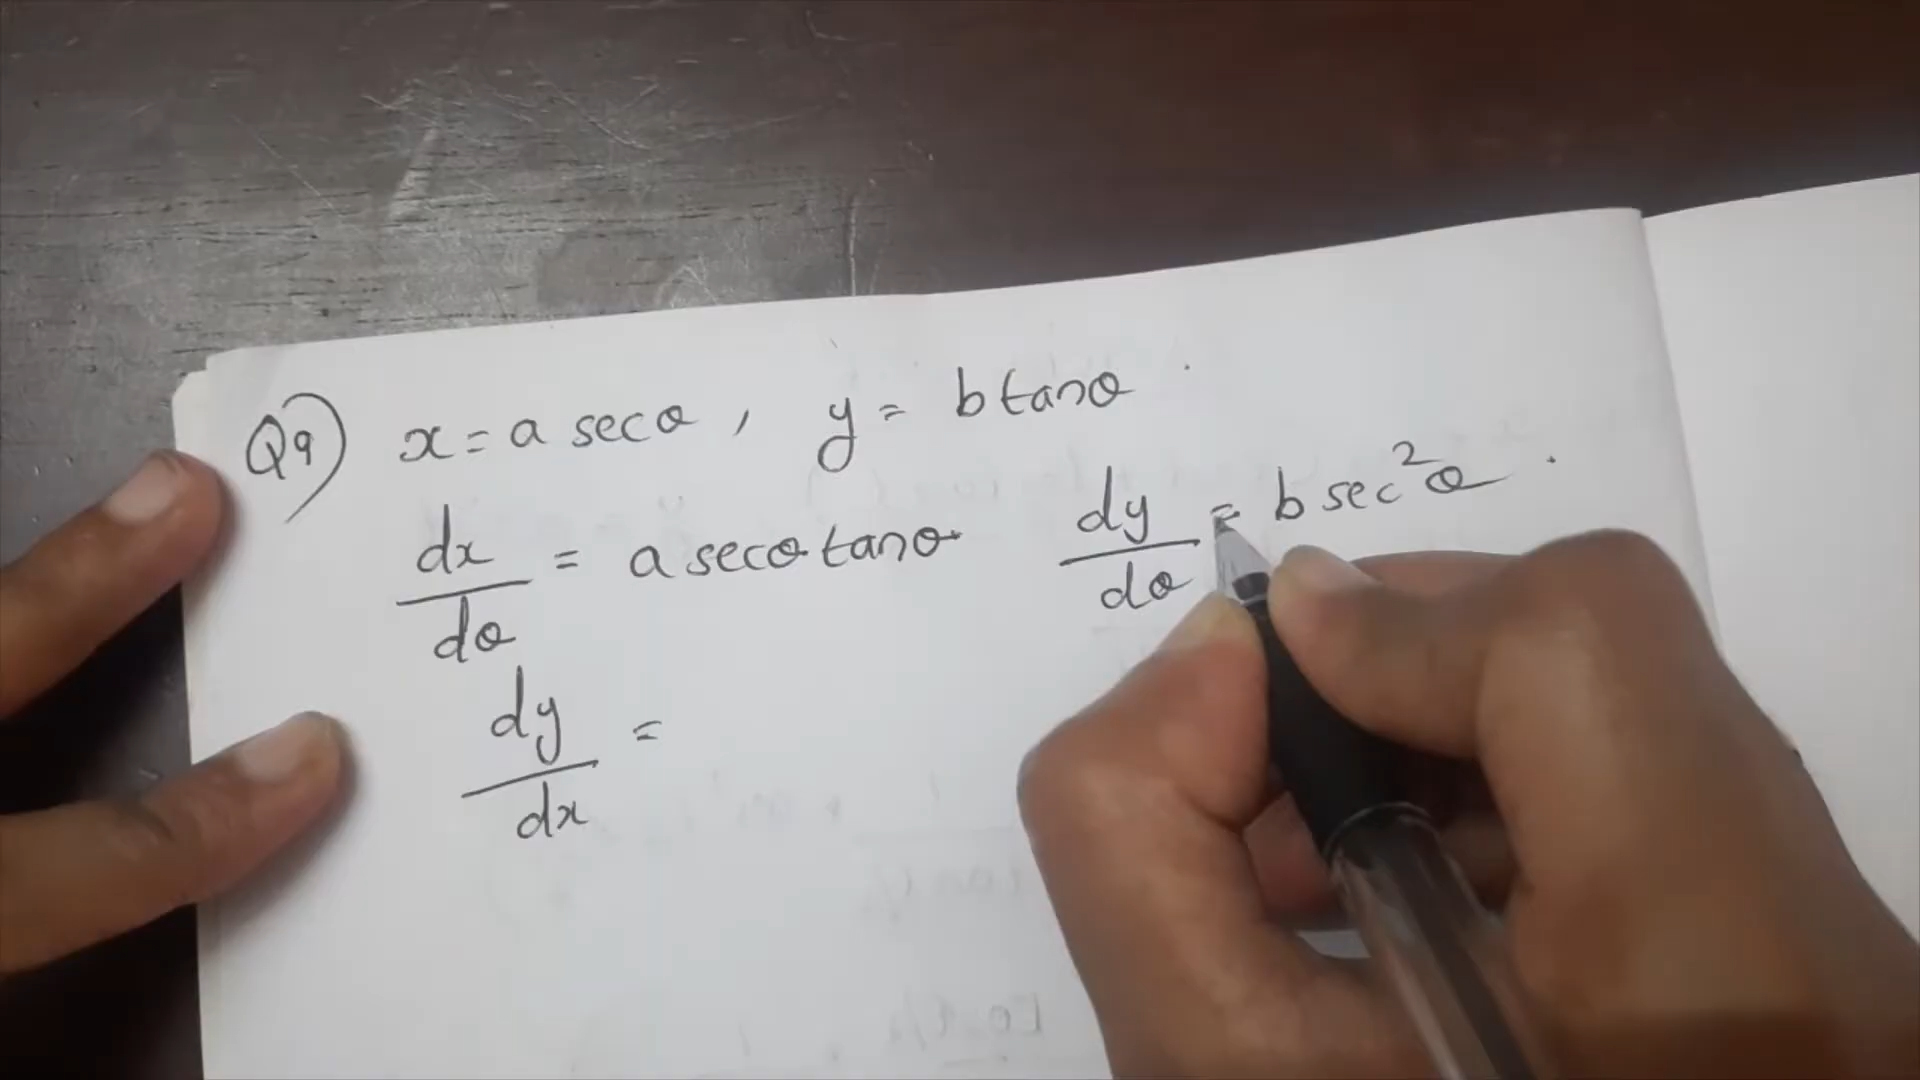 Q9) x = a secθ , y = b tanθ
dx/dθ = a secθ tanθ dy/dθ = b sec²θ
dy/dx =